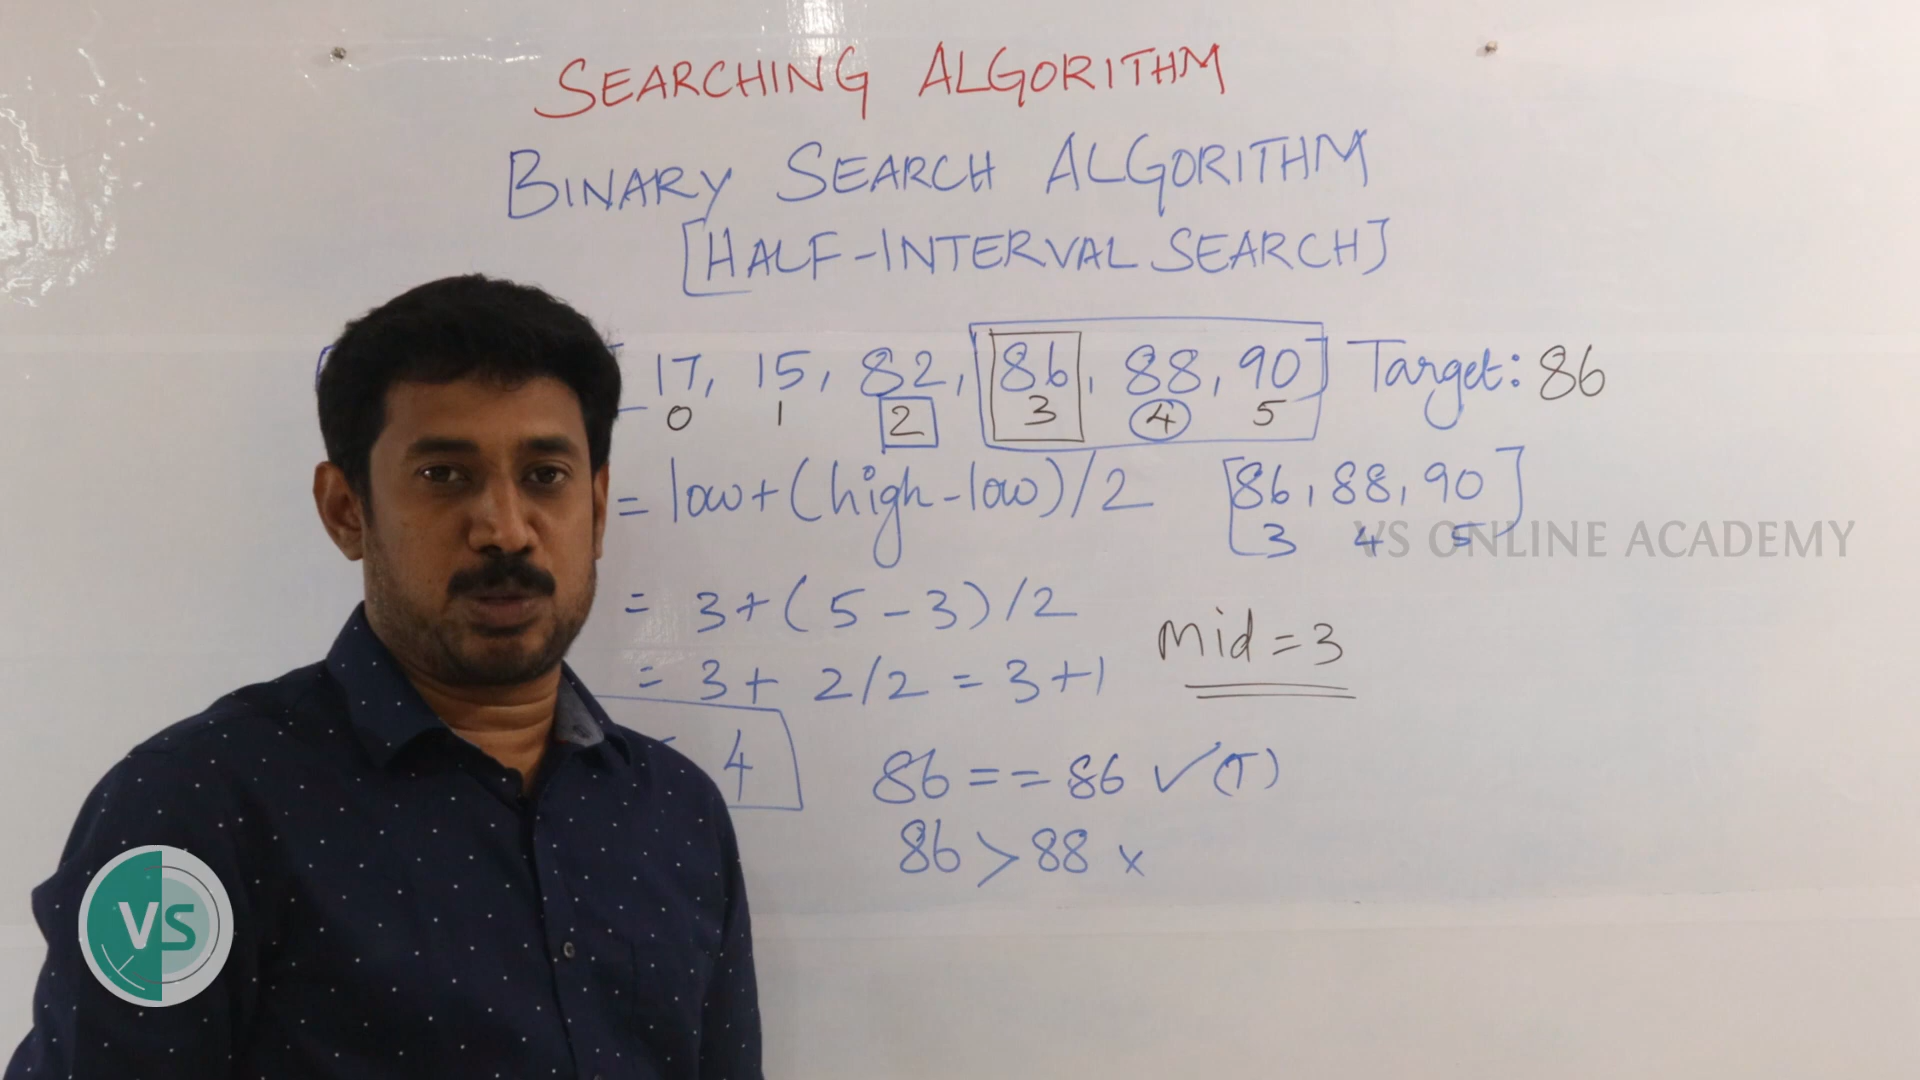 SEARCHING ALGORITHM
BINARY SEARCH ALGORITHM
[HALF-INTERVAL SEARCH]
17, 15, 82, [86, 88, 90] Target: 86
0 1 2 3 4 5
= low+(high-low)/2 [86, 88, 90]
3 4 5
VS ONLINE ACADEMY
= 3+(5-3)/2
mid=3
= 3+ 2/2 = 3+1
= 4
86==86 ✓(T)
86>88 x
VS